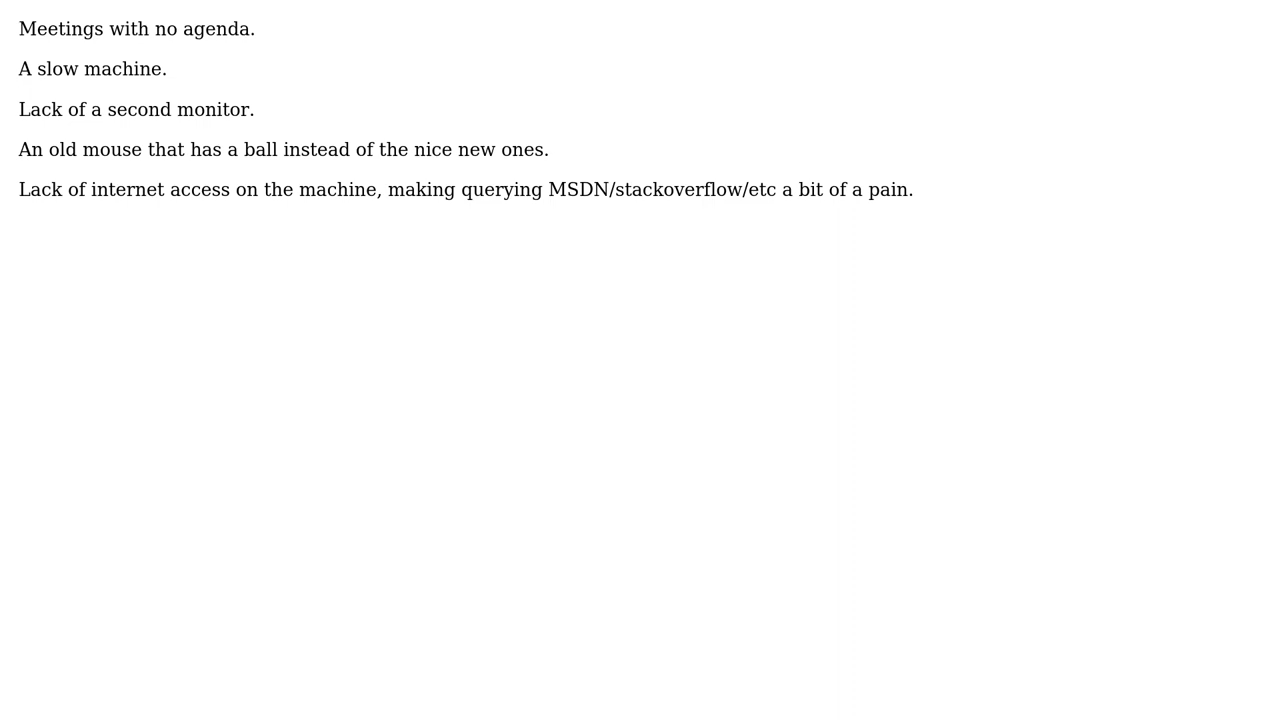 Meetings with no agenda.
A slow machine.
Lack of a second monitor.
An old mouse that has a ball instead of the nice new ones.
Lack of internet access on the machine, making querying MSDN/stackoverflow/etc a bit of a pain.